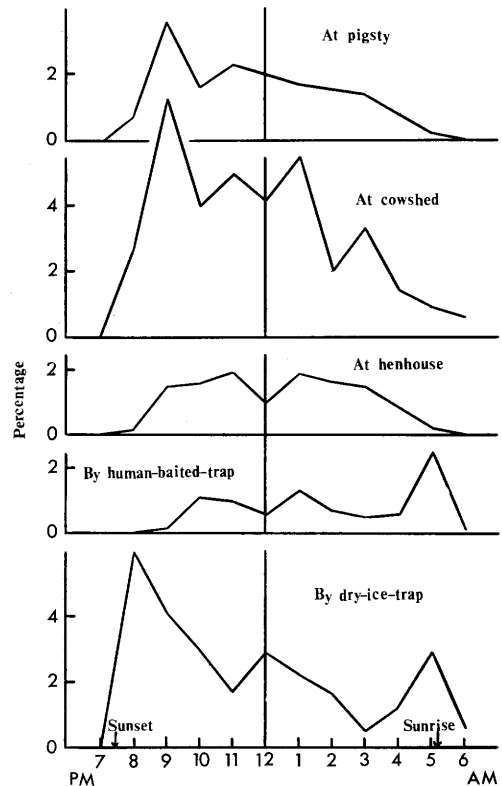 At pigsty
2
0
At cowshed
4
2
0
At henhouse
2
0
By human-baited-trap
2
0
By dry-ice-trap
4
2
0
Percentage
Sunset
Sunrise
7 8 9 10 11 12 1 2 3 4 5 6
PM AM